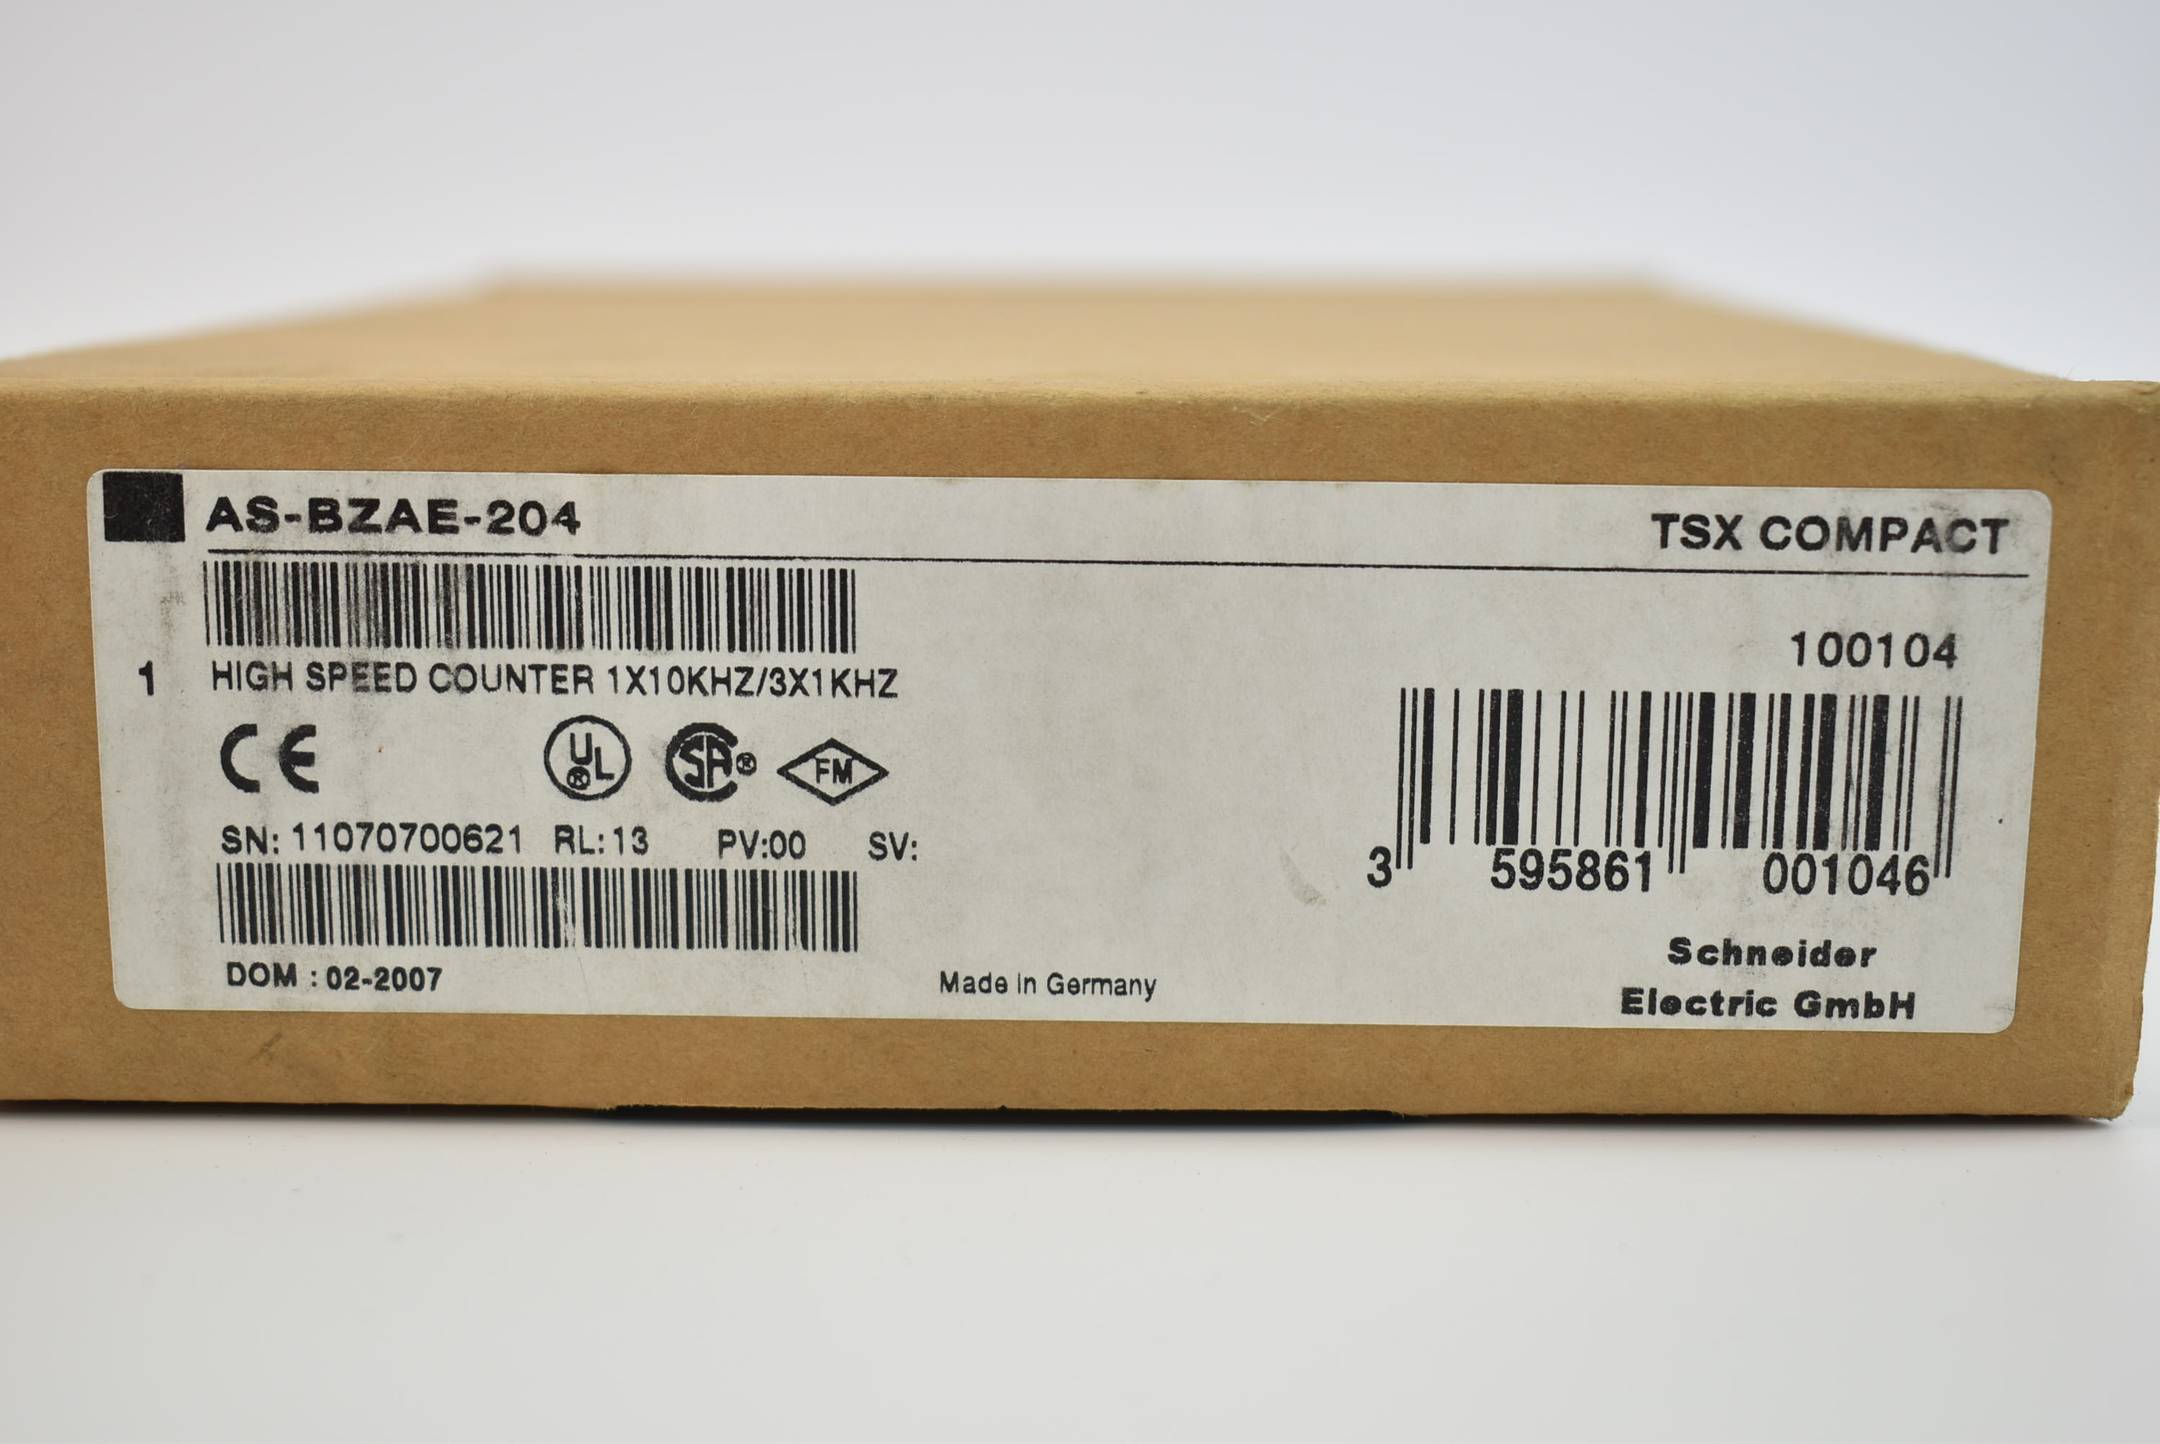 AS-BZAE-204
TSX COMPACT
1 HIGH SPEED COUNTER 1X10KHZ/3X1KHZ
100104
CE UL® SA® FM
SN: 11070700621 RL:13 PV:00 SV:
3 595861 001046
DOM : 02-2007
Made in Germany
Schneider
Electric GmbH